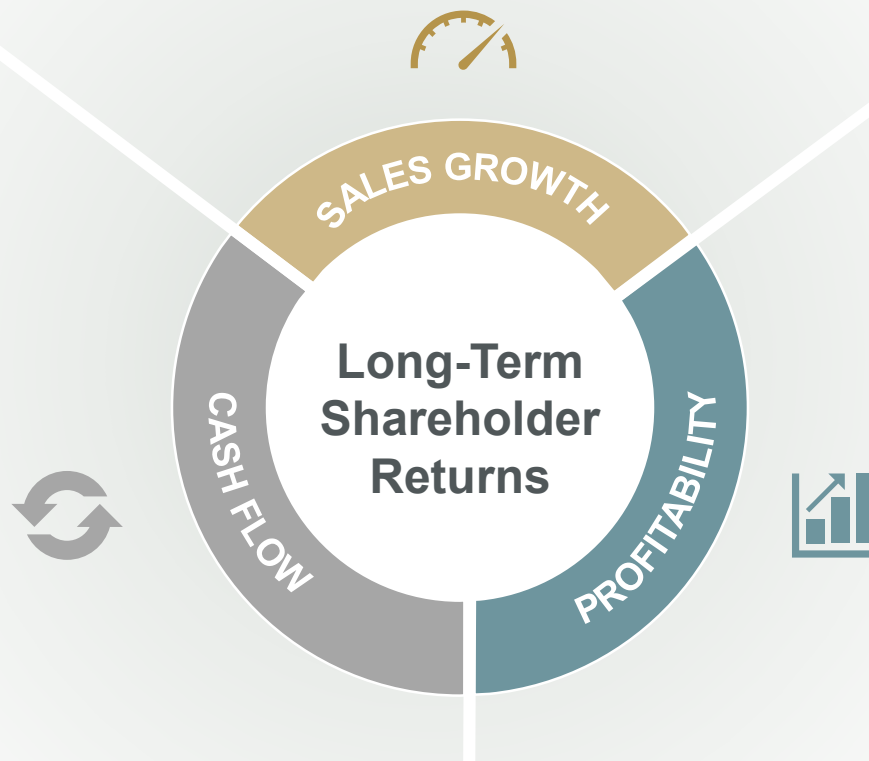 SALES GROWTH
Long-Term
Shareholder
Returns
CASH FLOW
PROFITABILITY